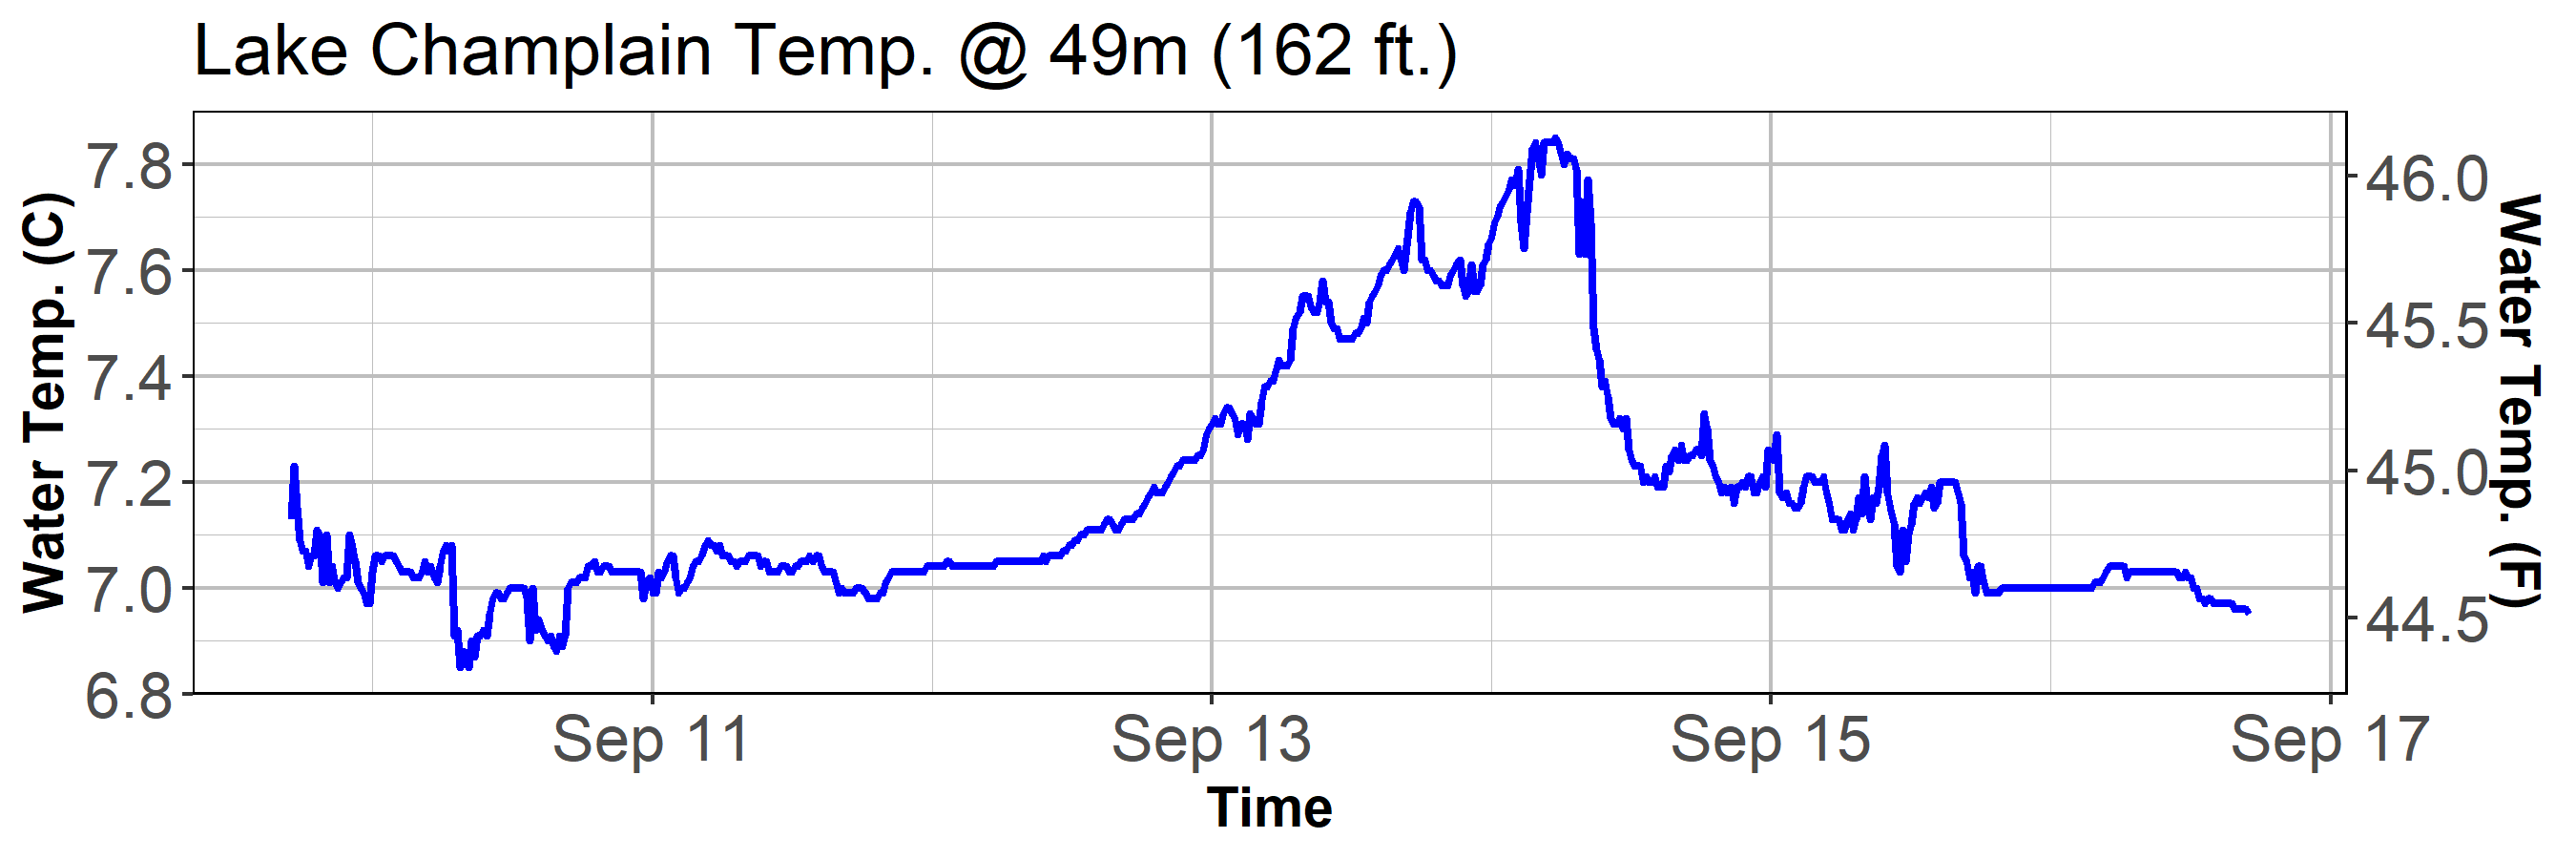 Lake Champlain Temp. @ 49m (162 ft.)
Water Temp. (C)
7.8
7.6
7.4
7.2
7.0
6.8
46.0
45.5
45.0
44.5
Water Temp. (F)
Sep 11
Sep 13
Sep 15
Sep 17
Time